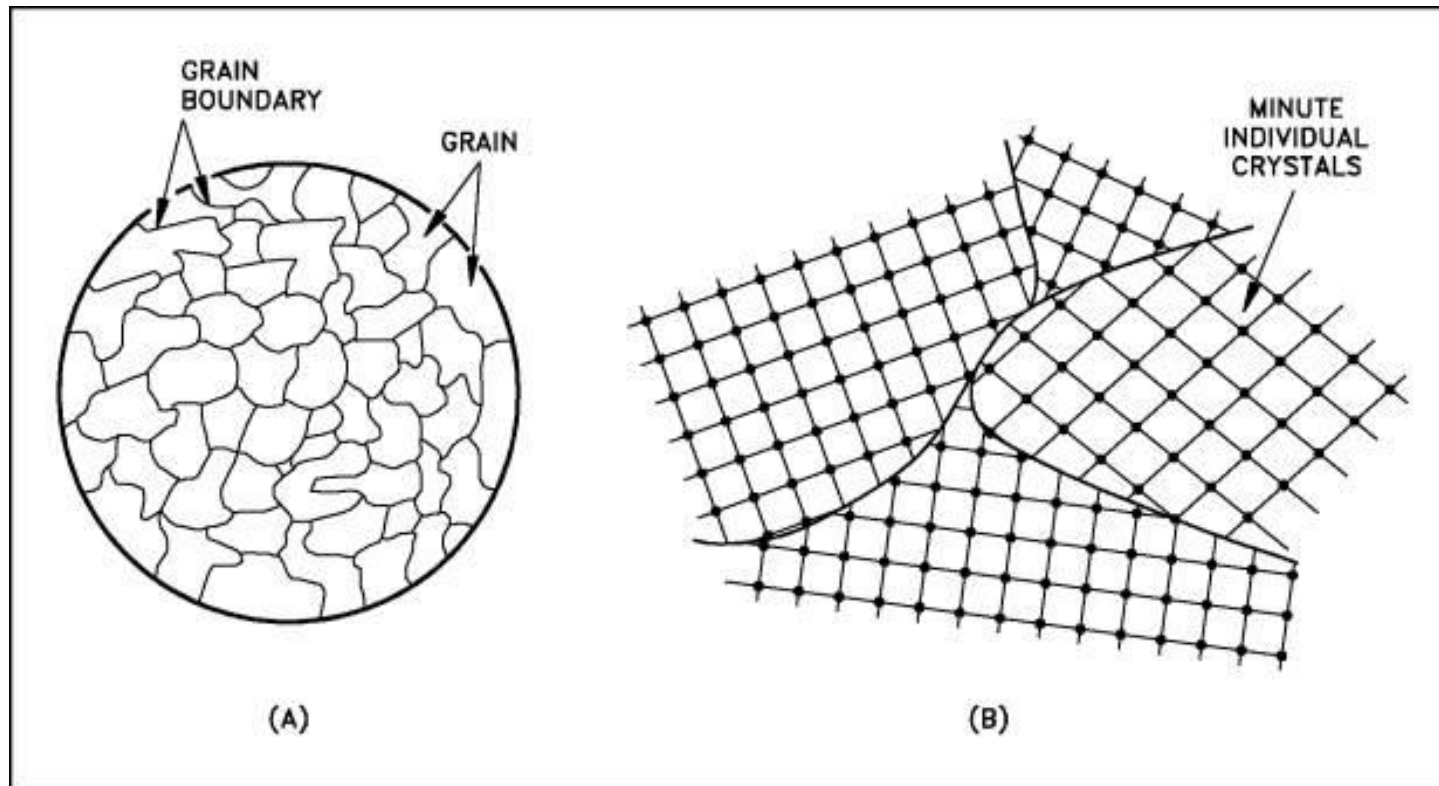 GRAIN
BOUNDARY
GRAIN
MINUTE
INDIVIDUAL
CRYSTALS
(A)
(B)